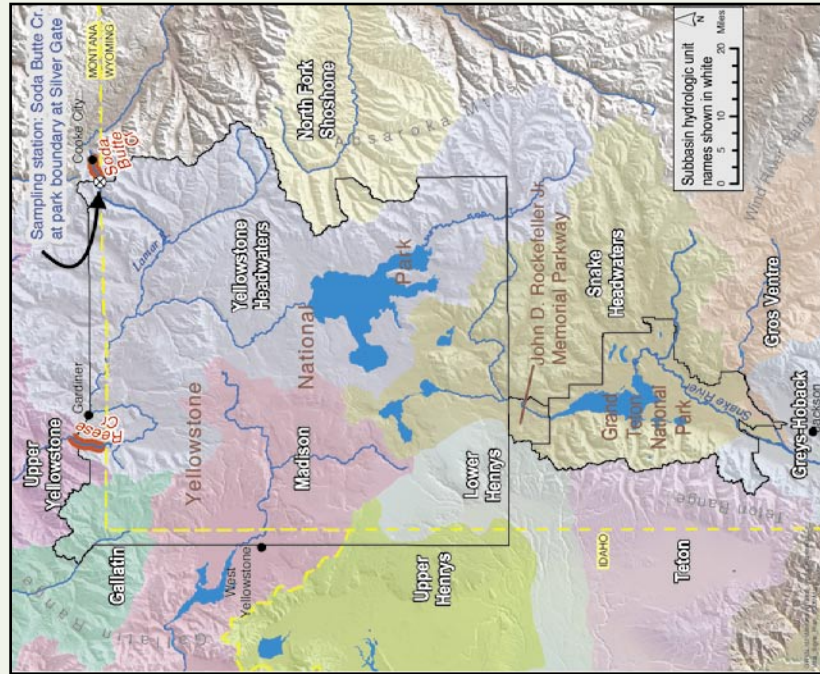 Sampling station: Soda Butte Cr.
at park boundary at Silver Gate
MONTANA
WYOMING
Cooke City
Soda
Butte
Cr
Gardiner
Reese
Cr
Upper
Yellowstone
Lamar
North Fork
Shoshone
Absaroka Mtns
Yellowstone
Headwaters
Gallatin
Gallatin Range
Yellowstone
National
Park
Madison
West
Yellowstone
Upper
Henrys
Lower
Henrys
John D. Rockefeller Jr.
Memorial Parkway
Snake
Headwaters
IDAHO
Teton
Teton Range
Grand
Teton
National
Park
Snake River
Gros Ventre
Wind River Range
Greys-Hoback
Jackson
Subbasin hydrologic unit
names shown in white
N
0 5 10 20
Miles